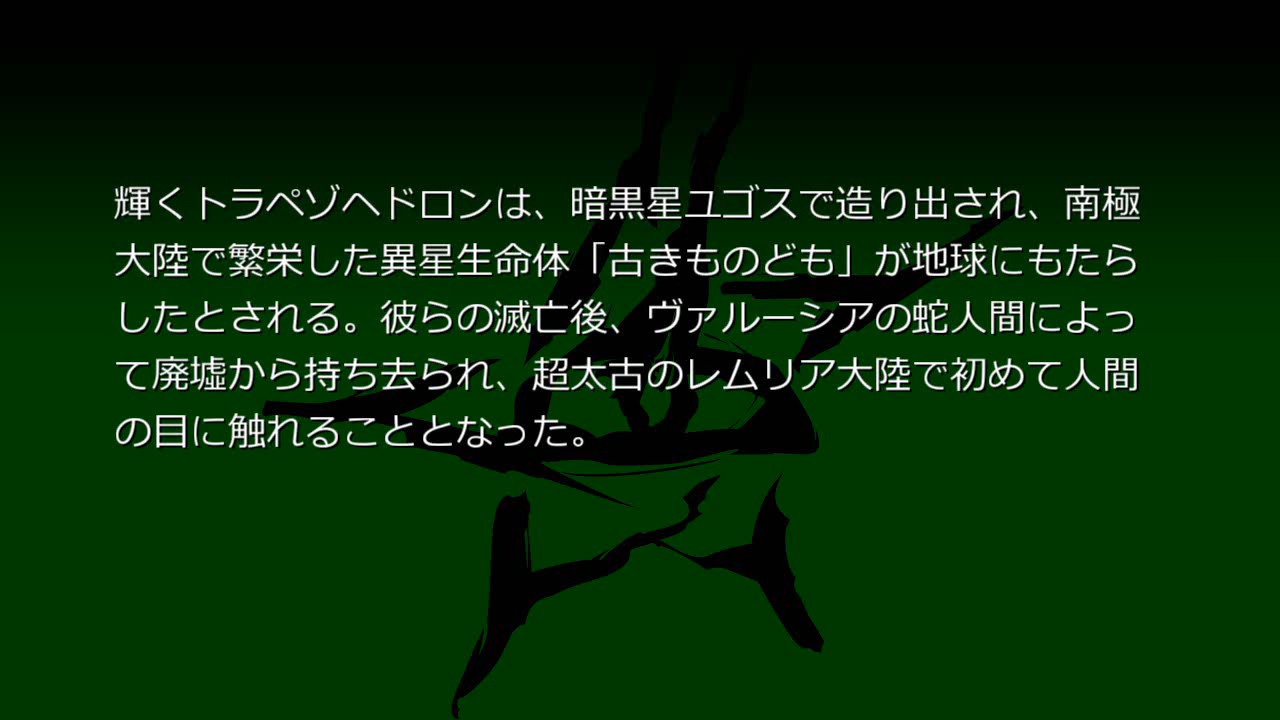 輝くトラペゾヘドロンは、暗黒星ユゴスで造り出され、南極
大陸で繁栄した異星生命体「古きものども」が地球にもたら
したとされる。彼らの滅亡後、ヴァルーシアの蛇人間によっ
て廃墟から持ち去られ、超太古のレムリア大陸で初めて人間
の目に触れることとなった。